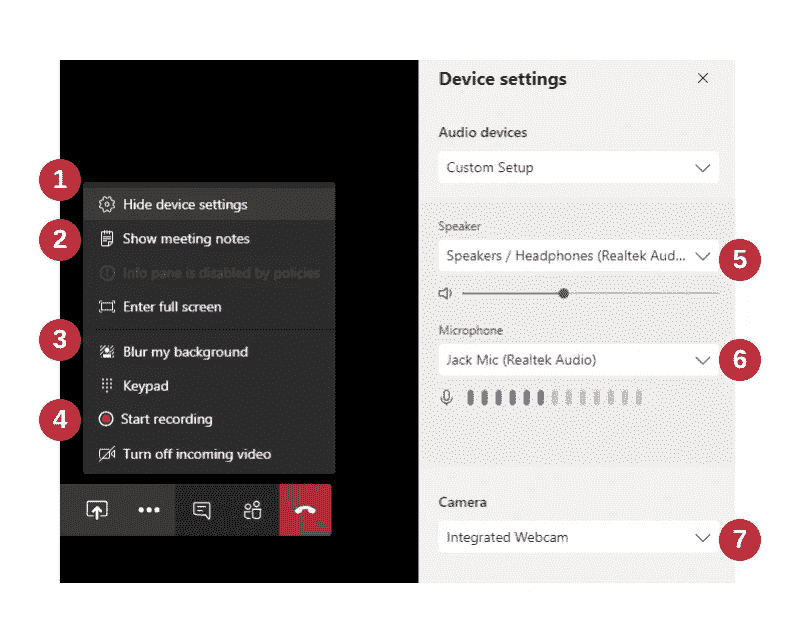 1
Hide device settings
2
Show meeting notes
Info pane is disabled by policies
Enter full screen
3
Blur my background
Keypad
4
Start recording
Turn off incoming video
Device settings
Audio devices
Custom Setup
Speaker
Speakers / Headphones (Realtek Aud...
5
Microphone
Jack Mic (Realtek Audio)
6
Camera
Integrated Webcam
7